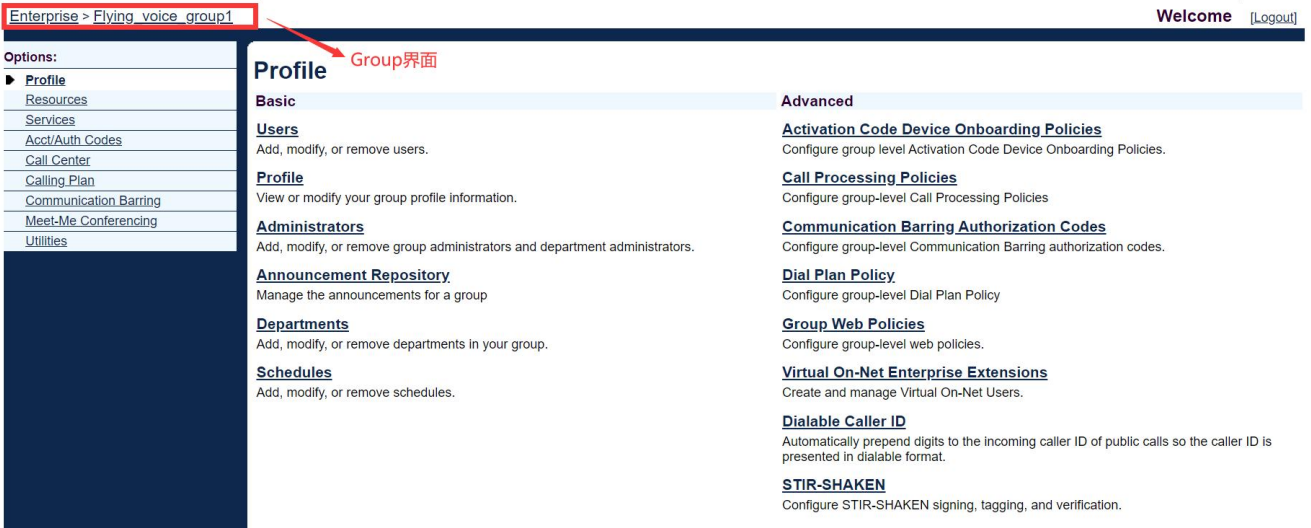 Enterprise > Flying_voice_group1
Welcome [Logout]
Group界面
Options:
Profile
Resources
Services
Acct/Auth Codes
Call Center
Calling Plan
Communication Barring
Meet-Me Conferencing
Utilities
Profile
Basic
Users
Add, modify, or remove users.
Profile
View or modify your group profile information.
Administrators
Add, modify, or remove group administrators and department administrators.
Announcement Repository
Manage the announcements for a group
Departments
Add, modify, or remove departments in your group.
Schedules
Add, modify, or remove schedules.
Advanced
Activation Code Device Onboarding Policies
Configure group level Activation Code Device Onboarding Policies.
Call Processing Policies
Configure group-level Call Processing Policies
Communication Barring Authorization Codes
Configure group-level Communication Barring authorization codes.
Dial Plan Policy
Configure group-level Dial Plan Policy
Group Web Policies
Configure group-level web policies.
Virtual On-Net Enterprise Extensions
Create and manage Virtual On-Net Users.
Dialable Caller ID
Automatically prepend digits to the incoming caller ID of public calls so the caller ID is
presented in dialable format.
STIR-SHAKEN
Configure STIR-SHAKEN signing, tagging, and verification.